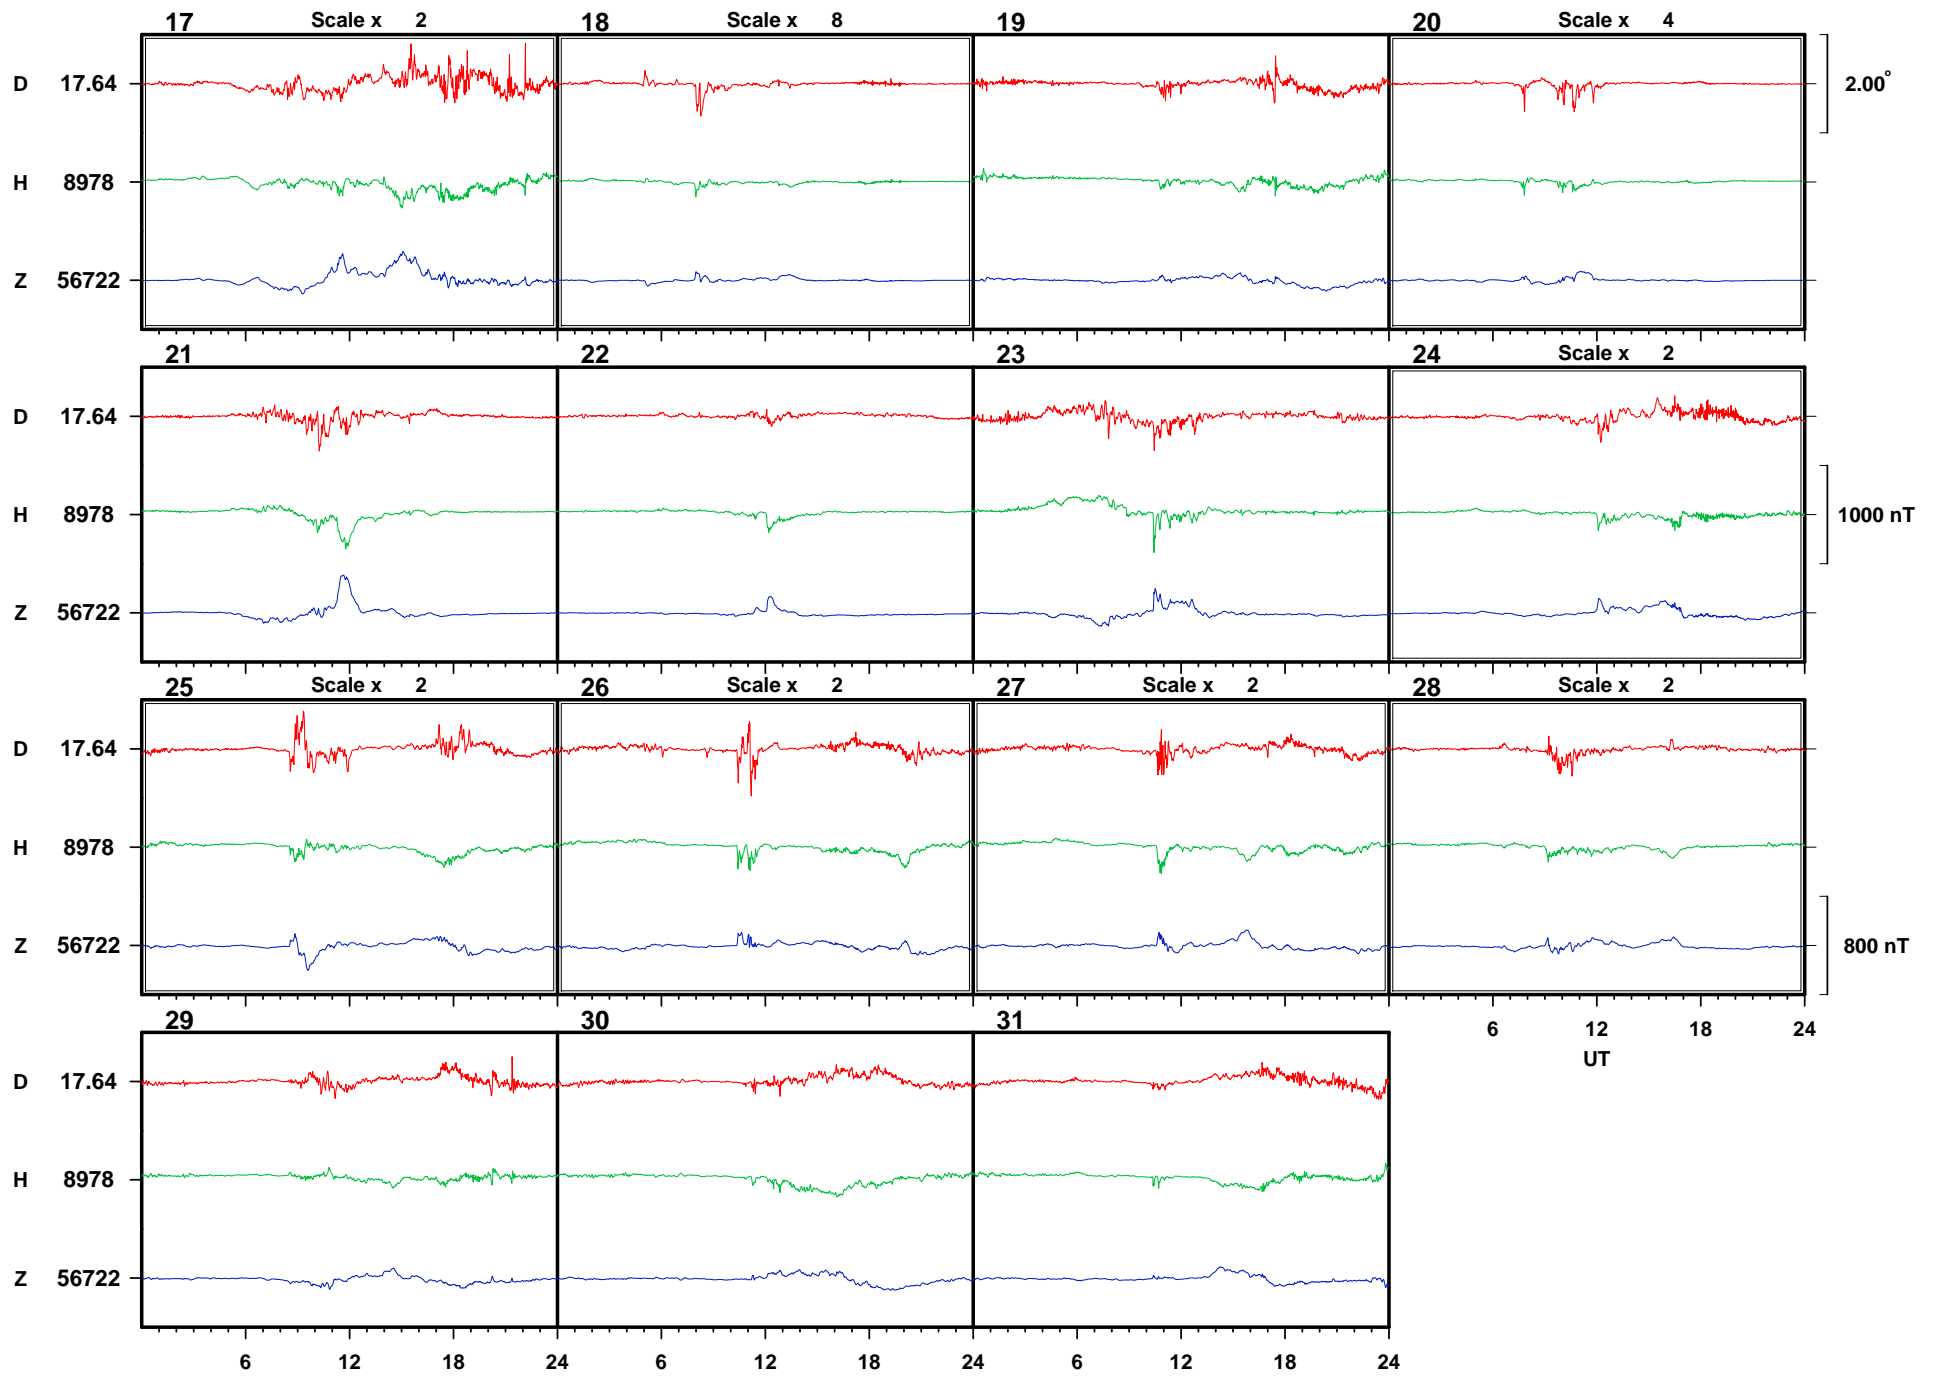 17 Scale x 2 18 Scale x 8 19 20 Scale x 4
D 17.64 2.00°
H 8978
Z 56722
21 22 23 24 Scale x 2
D 17.64
H 8978 1000 nT
Z 56722
25 Scale x 2 26 Scale x 2 27 Scale x 2 28 Scale x 2
D 17.64
H 8978
Z 56722 800 nT
29 30 31 6 12 18 24
UT
D 17.64
H 8978
Z 56722
6 12 18 24 6 12 18 24 6 12 18 24